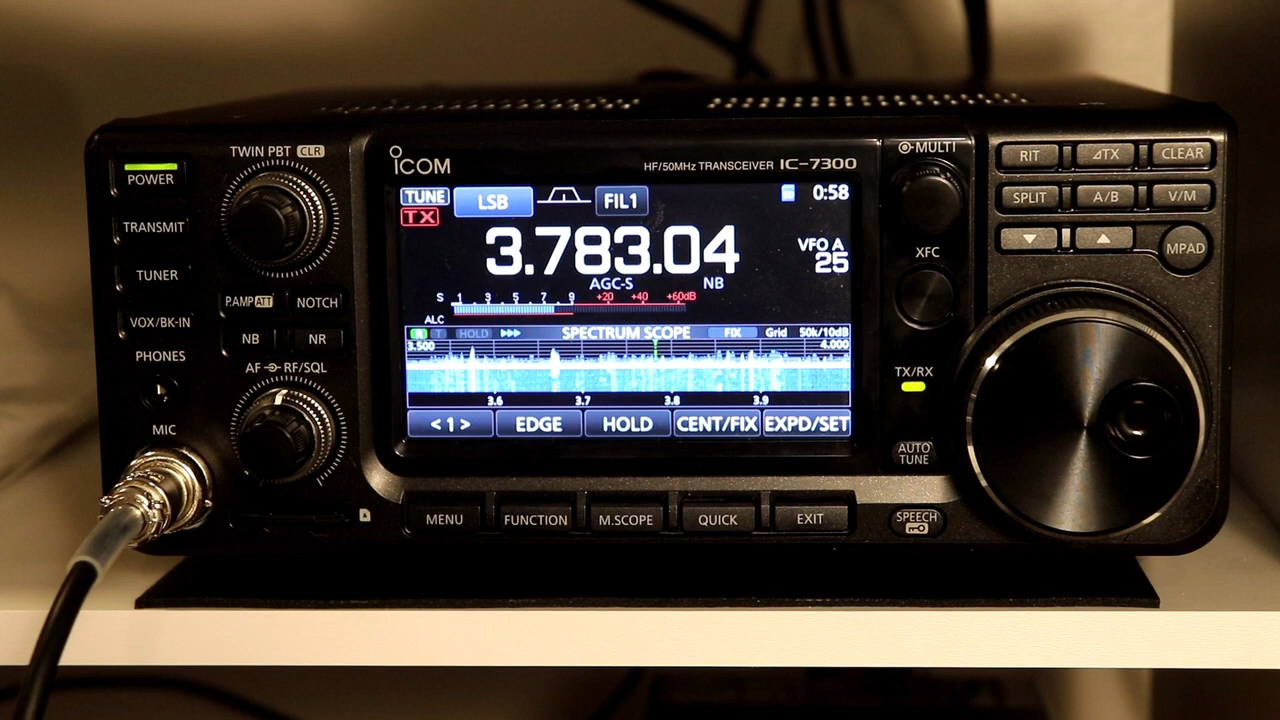 ICOM
HF/50MHz TRANSCEIVER IC-7300
POWER
TRANSMIT
TUNER
VOX/BK-IN
PHONES
MIC
TWIN PBT CLR
P.AMP ATT NOTCH
NB NR
AF RF/SQL
TUNE LSB FIL1 0:58
TX
3.783.04
VFO A
25
AGC-S NB
S 1 . 3 . 5 . 7 . 9 +20 +40 +60dB
ALC
R T HOLD SPECTRUM SCOPE FIX Grid 50k/10dB
3.500 4.000
3.6 3.7 3.8 3.9
<1> EDGE HOLD CENT/FIX EXPD/SET
MENU FUNCTION M.SCOPE QUICK EXIT
MULTI
XFC
TX/RX
AUTO
TUNE
SPEECH
RIT ⊿TX CLEAR
SPLIT A/B V/M
▼ ▲ MPAD